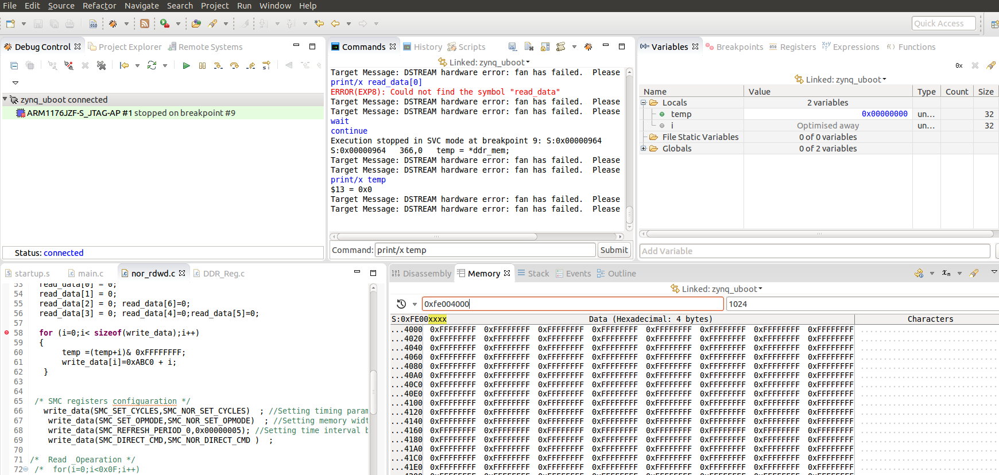 File Edit Source Refactor Navigate Search Project Run Window Help
Quick Access
Debug Control Project Explorer Remote Systems
zynq_uboot connected
ARM1176JZF-S_JTAG-AP #1 stopped on breakpoint #9
Status: connected
Commands History Scripts
Linked: zynq_uboot
Target Message: DSTREAM hardware error: fan has failed.  Please
print/x read_data[0]
ERROR(EXP8): Could not find the symbol "read_data"
Target Message: DSTREAM hardware error: fan has failed.  Please
Target Message: DSTREAM hardware error: fan has failed.  Please
wait
continue
Execution stopped in SVC mode at breakpoint 9: S:0x00000964
S:0x00000964   366,0   temp = *ddr_mem;
Target Message: DSTREAM hardware error: fan has failed.  Please
Target Message: DSTREAM hardware error: fan has failed.  Please
print/x temp
$13 = 0x0
Target Message: DSTREAM hardware error: fan has failed.  Please
Target Message: DSTREAM hardware error: fan has failed.  Please
Command: print/x temp Submit
(x)= Variables Breakpoints Registers Expressions Functions
0x
Linked: zynq_uboot
Name Value Type Count Size
Locals 2 variables
temp 0x00000000 un... 32
i Optimised away un... 32
File Static Variables 0 of 0 variables
Globals 0 of 2 variables
Add Variable
startup.s main.c nor_rdwd.c DDR_Reg.c
53 read_data[0] = 0;
54 read_data[1] = 0;
55 read_data[2] = 0; read_data[6]=0;
56 read_data[3] = 0; read_data[4]=0;read_data[5]=0;
57
58 for (i=0;i< sizeof(write_data);i++)
59 {
60 temp =(temp+i)& 0xFFFFFFFF;
61 write_data[i]=0xABC0 + i;
62 }
63
64
65 /* SMC registers configuaration */
66 write_data(SMC_SET_CYCLES,SMC_NOR_SET_CYCLES)  ; //Setting timing param
67 write_data(SMC_SET_OPMODE,SMC_NOR_SET_OPMODE)  ; //Setting memory widt
68 write_data(SMC_REFRESH_PERIOD_0,0x00000005); //Setting time interval b
69 write_data(SMC_DIRECT_CMD,SMC_NOR_DIRECT_CMD )  ;
70
71 /*  Read _Opearation */
72 /*  for(i=0;i<0x0F;i++)
Disassembly Memory Stack Events Outline
Linked: zynq_uboot
0xfe004000 1024
S:0xFE00xxxx Data (Hexadecimal: 4 bytes) Characters
...4000 0xFFFFFFFF 0xFFFFFFFF 0xFFFFFFFF 0xFFFFFFFF 0xFFFFFFFF 0xFFFFFFFF 0xFFFFFFFF 0xFFFFFFFF ................................
...4020 0xFFFFFFFF 0xFFFFFFFF 0xFFFFFFFF 0xFFFFFFFF 0xFFFFFFFF 0xFFFFFFFF 0xFFFFFFFF 0xFFFFFFFF ................................
...4040 0xFFFFFFFF 0xFFFFFFFF 0xFFFFFFFF 0xFFFFFFFF 0xFFFFFFFF 0xFFFFFFFF 0xFFFFFFFF 0xFFFFFFFF ................................
...4060 0xFFFFFFFF 0xFFFFFFFF 0xFFFFFFFF 0xFFFFFFFF 0xFFFFFFFF 0xFFFFFFFF 0xFFFFFFFF 0xFFFFFFFF ................................
...4080 0xFFFFFFFF 0xFFFFFFFF 0xFFFFFFFF 0xFFFFFFFF 0xFFFFFFFF 0xFFFFFFFF 0xFFFFFFFF 0xFFFFFFFF ................................
...40A0 0xFFFFFFFF 0xFFFFFFFF 0xFFFFFFFF 0xFFFFFFFF 0xFFFFFFFF 0xFFFFFFFF 0xFFFFFFFF 0xFFFFFFFF ................................
...40C0 0xFFFFFFFF 0xFFFFFFFF 0xFFFFFFFF 0xFFFFFFFF 0xFFFFFFFF 0xFFFFFFFF 0xFFFFFFFF 0xFFFFFFFF ................................
...40E0 0xFFFFFFFF 0xFFFFFFFF 0xFFFFFFFF 0xFFFFFFFF 0xFFFFFFFF 0xFFFFFFFF 0xFFFFFFFF 0xFFFFFFFF ................................
...4100 0xFFFFFFFF 0xFFFFFFFF 0xFFFFFFFF 0xFFFFFFFF 0xFFFFFFFF 0xFFFFFFFF 0xFFFFFFFF 0xFFFFFFFF ................................
...4120 0xFFFFFFFF 0xFFFFFFFF 0xFFFFFFFF 0xFFFFFFFF 0xFFFFFFFF 0xFFFFFFFF 0xFFFFFFFF 0xFFFFFFFF ................................
...4140 0xFFFFFFFF 0xFFFFFFFF 0xFFFFFFFF 0xFFFFFFFF 0xFFFFFFFF 0xFFFFFFFF 0xFFFFFFFF 0xFFFFFFFF ................................
...4160 0xFFFFFFFF 0xFFFFFFFF 0xFFFFFFFF 0xFFFFFFFF 0xFFFFFFFF 0xFFFFFFFF 0xFFFFFFFF 0xFFFFFFFF ................................
...4180 0xFFFFFFFF 0xFFFFFFFF 0xFFFFFFFF 0xFFFFFFFF 0xFFFFFFFF 0xFFFFFFFF 0xFFFFFFFF 0xFFFFFFFF ................................
...41A0 0xFFFFFFFF 0xFFFFFFFF 0xFFFFFFFF 0xFFFFFFFF 0xFFFFFFFF 0xFFFFFFFF 0xFFFFFFFF 0xFFFFFFFF ................................
...41C0 0xFFFFFFFF 0xFFFFFFFF 0xFFFFFFFF 0xFFFFFFFF 0xFFFFFFFF 0xFFFFFFFF 0xFFFFFFFF 0xFFFFFFFF ................................
...41E0 0xFFFFFFFF 0xFFFFFFFF 0xFFFFFFFF 0xFFFFFFFF 0xFFFFFFFF 0xFFFFFFFF 0xFFFFFFFF 0xFFFFFFFF ................................